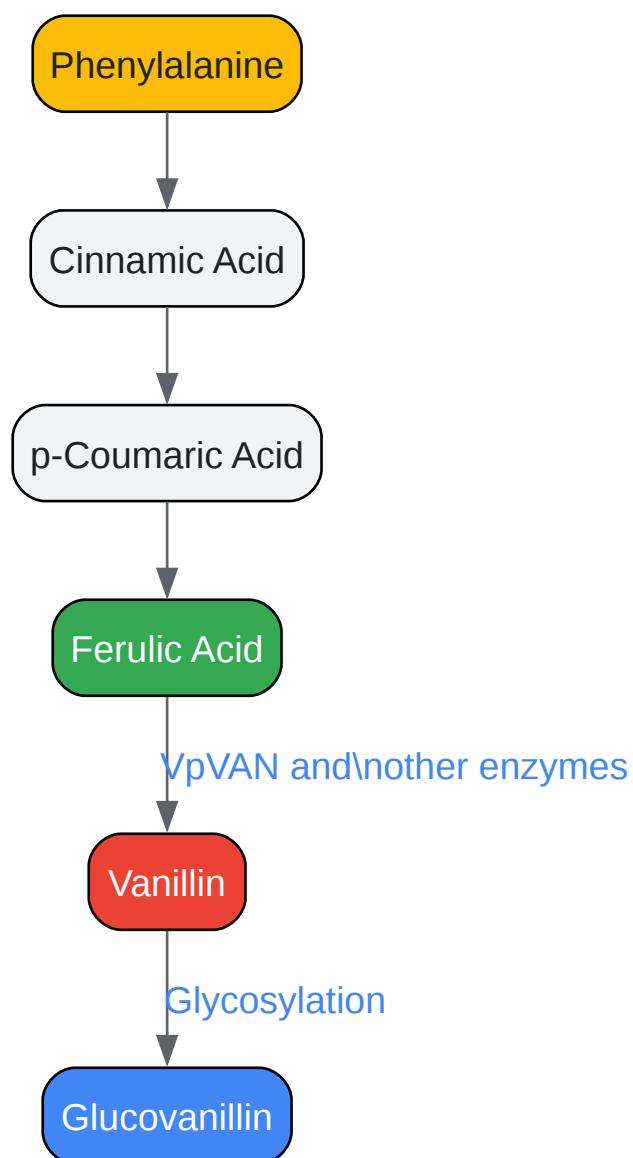 Phenylalanine
Cinnamic Acid
p-Coumaric Acid
Ferulic Acid
VpVAN and\nother enzymes
Vanillin
Glycosylation
Glucovanillin